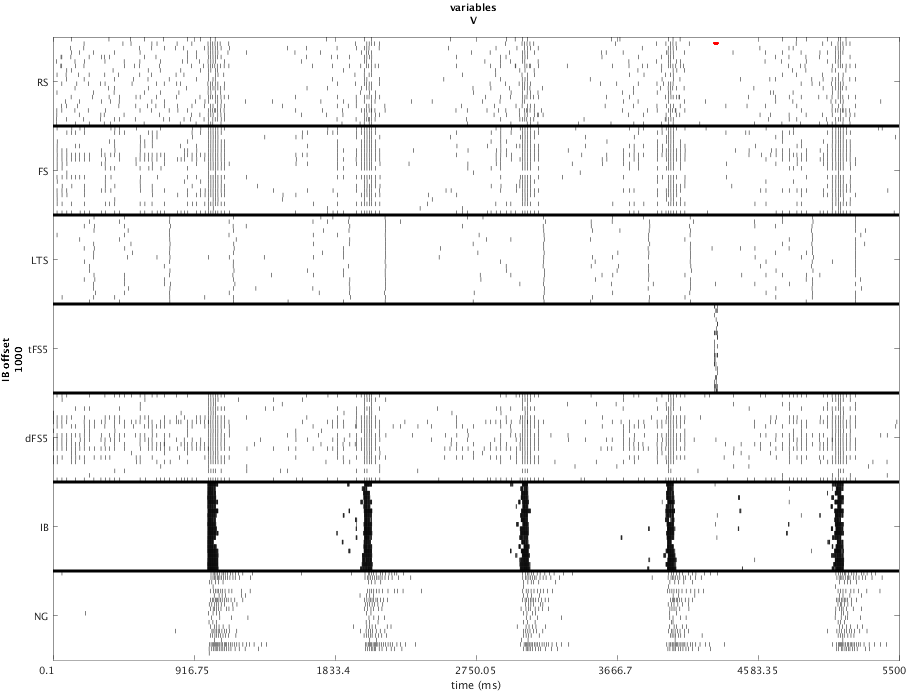 variables
V
RS
FS
LTS
tFS5
dFS5
IB
NG
IB offset
1000
0.1 916.75 1833.4 2750.05 3666.7 4583.35 5500
time (ms)